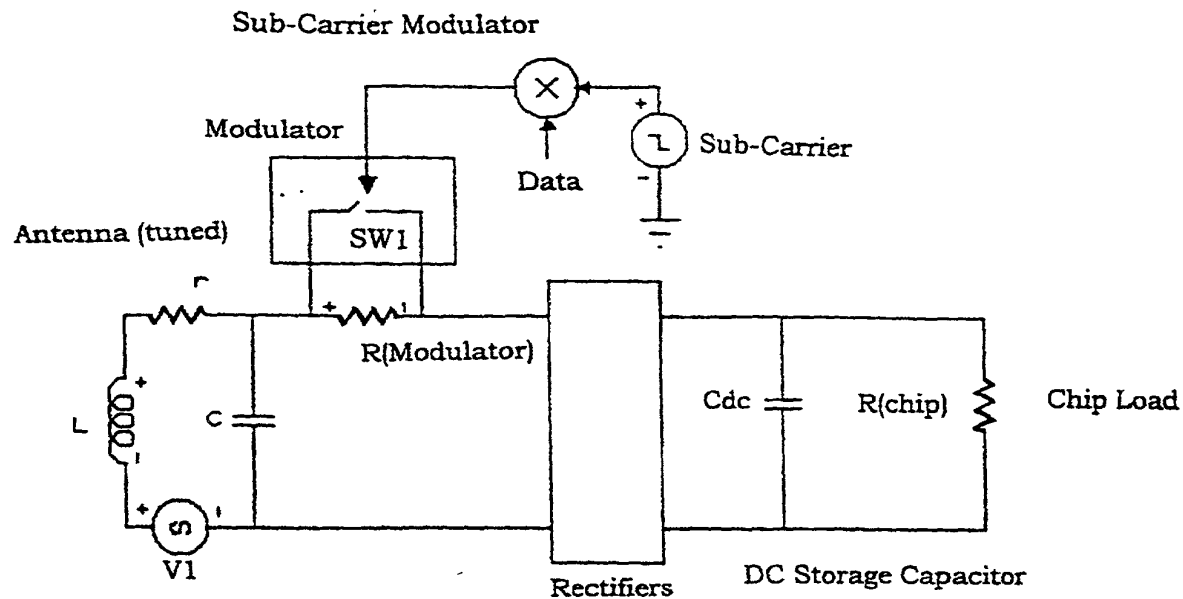 Sub-Carrier Modulator
+
Modulator
Sub-Carrier
-
Data
SW1
Antenna (tuned)
r
+ -
R(Modulator)
+
L
C
Cdc
R(chip)
Chip Load
-
+ -
S
V1
Rectifiers
DC Storage Capacitor